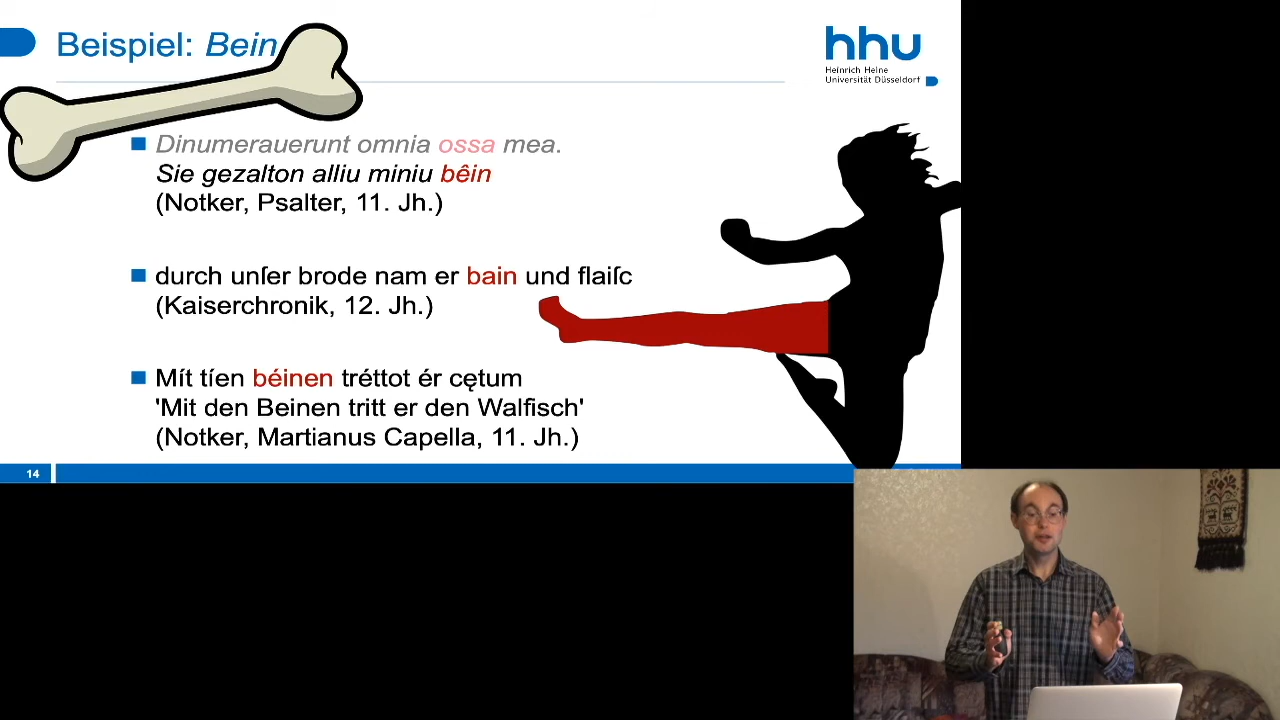 Beispiel: Bein
hhu
Heinrich Heine
Universität Düsseldorf
Dinumerauerunt omnia ossa mea.
Sie gezalton alliu miniu bêin
(Notker, Psalter, 11. Jh.)
durch unſer brode nam er bain und flaiſc
(Kaiserchronik, 12. Jh.)
Mít tíen béinen tréttot ér cętum
'Mit den Beinen tritt er den Walfisch'
(Notker, Martianus Capella, 11. Jh.)
14